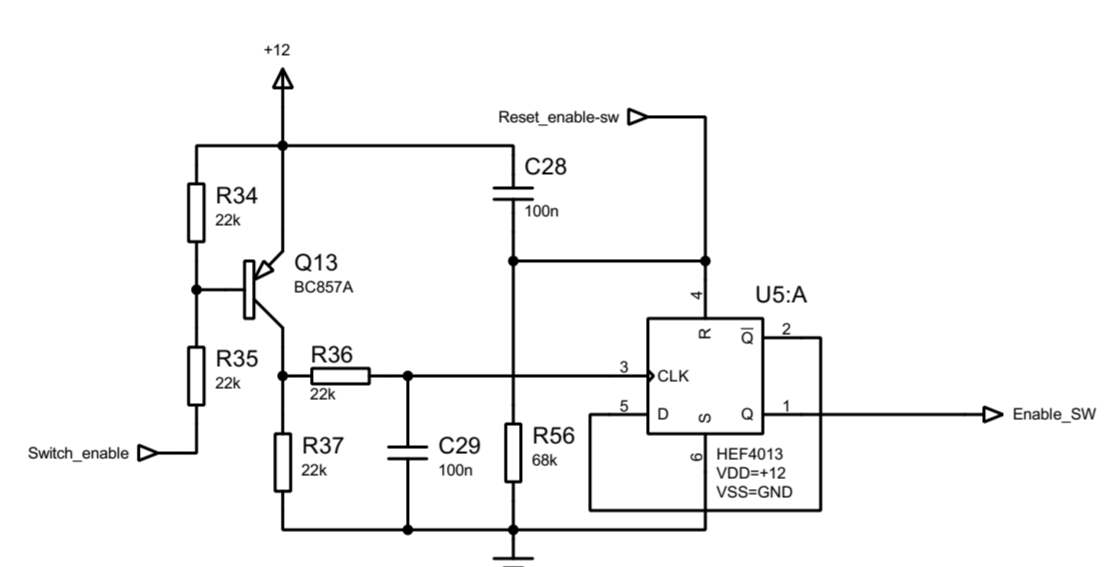 +12
Reset_enable-sw
C28
100n
R34
22k
Q13
BC857A
4
U5:A
R
Q̅
2
R35
22k
R36
22k
3
CLK
5
D
S
Q
1
Enable_SW
Switch_enable
R37
22k
C29
100n
R56
68k
6
HEF4013
VDD=+12
VSS=GND